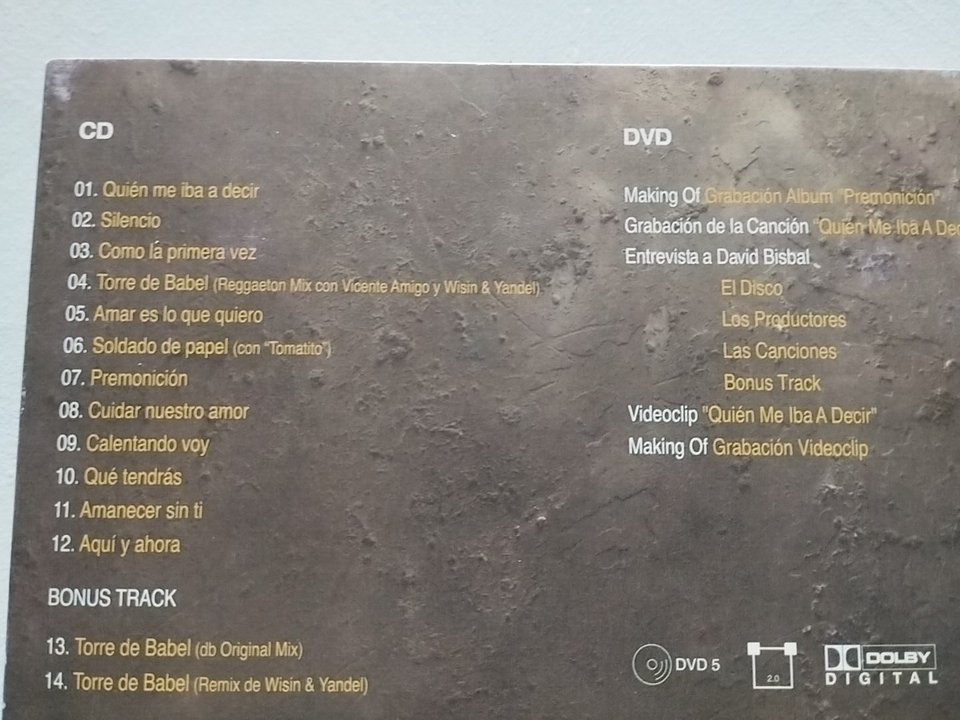 CD
01. Quién me iba a decir
02. Silencio
03. Como la primera vez
04. Torre de Babel (Reggaeton Mix con Vicente Amigo y Wisin & Yandel)
05. Amar es lo que quiero
06. Soldado de papel (con "Tomatito")
07. Premonición
08. Cuidar nuestro amor
09. Calentando voy
10. Qué tendrás
11. Amanecer sin ti
12. Aquí y ahora
BONUS TRACK
13. Torre de Babel (db Original Mix)
14. Torre de Babel (Remix de Wisin & Yandel)
DVD
Making Of Grabación Album "Premonición"
Grabación de la Canción "Quién Me Iba A Dec
Entrevista a David Bisbal
El Disco
Los Productores
Las Canciones
Bonus Track
Videoclip "Quién Me Iba A Decir"
Making Of Grabación Videoclip
DVD 5
2.0
DOLBY
DIGITAL